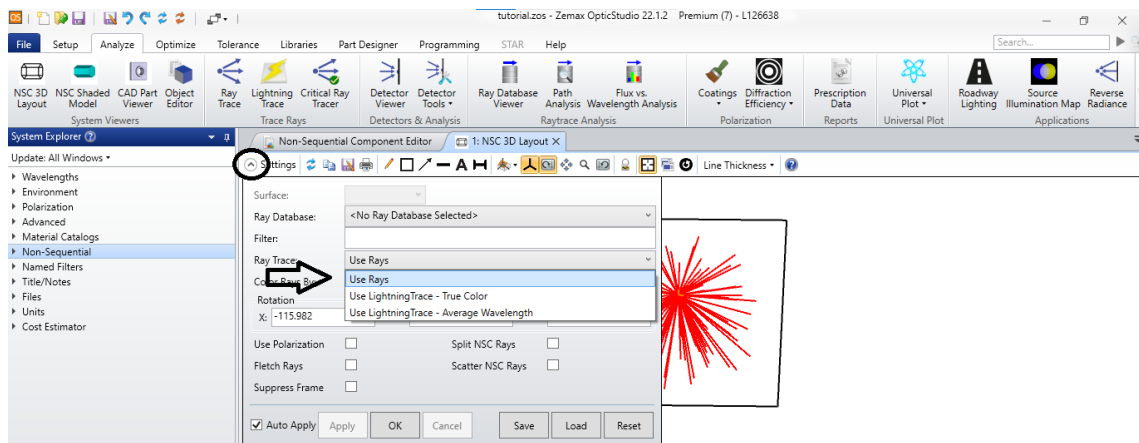 OS tutorial.zos - Zemax OpticStudio 22.1.2 Premium (7) - L126638
File Setup Analyze Optimize Tolerance Libraries Part Designer Programming STAR Help Search...
NSC 3D NSC Shaded CAD Part Object Ray Lightning Critical Ray Detector Detector Ray Database Path Flux vs. Coatings Diffraction Prescription Universal Roadway Source Reverse
Layout Model Viewer Editor Trace Trace Tracer Viewer Tools Viewer Analysis Wavelength Analysis Efficiency Data Plot Lighting Illumination Map Radiance
System Viewers Trace Rays Detectors & Analysis Raytrace Analysis Polarization Reports Universal Plot Applications
System Explorer Non-Sequential Component Editor 1: NSC 3D Layout
Update: All Windows Settings Line Thickness
Wavelengths
Environment Surface:
Polarization Ray Database: <No Ray Database Selected>
Advanced
Material Catalogs Filter:
Non-Sequential Ray Trace: Use Rays
Named Filters Use Rays
Title/Notes Color Rays By:
Files Use LightningTrace - True Color
Units Rotation
Cost Estimator X: -115.982 Use LightningTrace - Average Wavelength
Use Polarization Split NSC Rays
Fletch Rays Scatter NSC Rays
Suppress Frame
Auto Apply Apply OK Cancel Save Load Reset